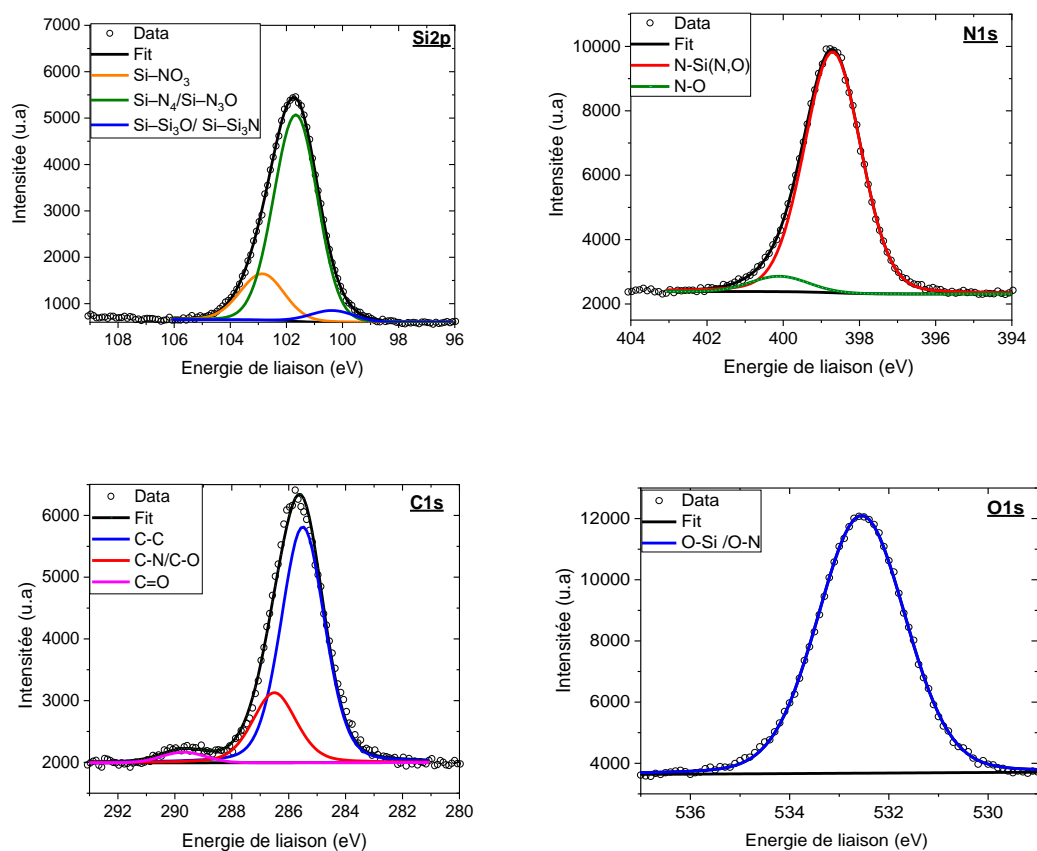 Si2p
Data
Fit
Si–NO3
Si–N4/Si–N3O
Si–Si3O/ Si–Si3N
7000
6000
5000
4000
3000
2000
1000
108 106 104 102 100 98 96
Intensitée (u.a)
Energie de liaison (eV)
N1s
Data
Fit
N-Si(N,O)
N-O
10000
8000
6000
4000
2000
404 402 400 398 396 394
Intensitée (u.a)
Energie de liaison (eV)
C1s
Data
Fit
C-C
C-N/C-O
C=O
6000
5000
4000
3000
2000
292 290 288 286 284 282 280
Intensitée (u.a)
Energie de liaison (eV)
O1s
Data
Fit
O-Si /O-N
12000
10000
8000
6000
4000
536 534 532 530
Intensitée (u.a)
Energie de liaison (eV)